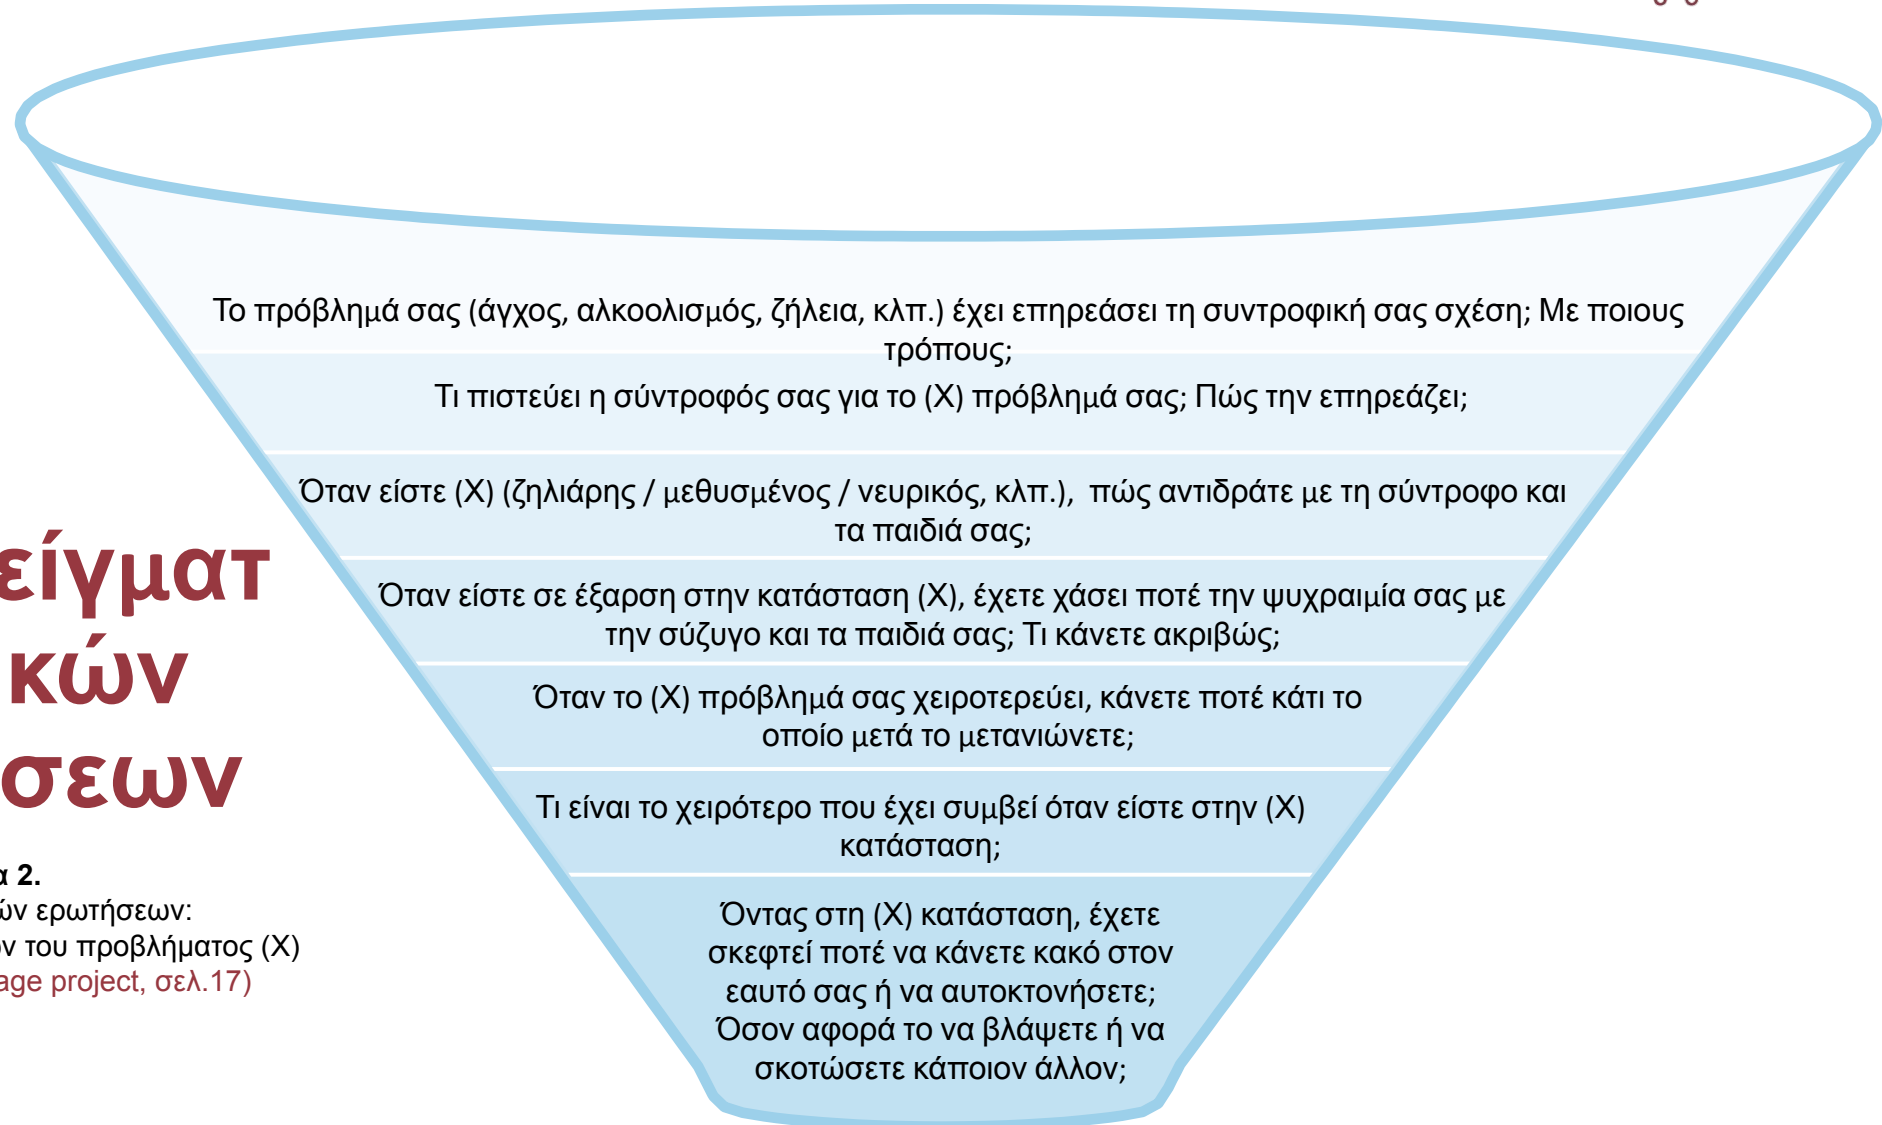 Το πρόβλημά σας (άγχος, αλκοολισμός, ζήλεια, κλπ.) έχει επηρεάσει τη συντροφική σας σχέση; Με ποιους
τρόπους;
Τι πιστεύει η σύντροφός σας για το (Χ) πρόβλημά σας; Πώς την επηρεάζει;
Όταν είστε (Χ) (ζηλιάρης / μεθυσμένος / νευρικός, κλπ.), πώς αντιδράτε με τη σύντροφο και
τα παιδιά σας;
Όταν είστε σε έξαρση στην κατάσταση (Χ), έχετε χάσει ποτέ την ψυχραιμία σας με
την σύζυγο και τα παιδιά σας; Τι κάνετε ακριβώς;
Όταν το (Χ) πρόβλημά σας χειροτερεύει, κάνετε ποτέ κάτι το
οποίο μετά το μετανιώνετε;
Τι είναι το χειρότερο που έχει συμβεί όταν είστε στην (Χ)
κατάσταση;
Όντας στη (Χ) κατάσταση, έχετε
σκεφτεί ποτέ να κάνετε κακό στον
εαυτό σας ή να αυτοκτονήσετε;
Όσον αφορά το να βλάψετε ή να
σκοτώσετε κάποιον άλλον;
είγματ
κών
σεων
α 2.
ών ερωτήσεων:
ων του προβλήματος (Χ)
age project, σελ.17)